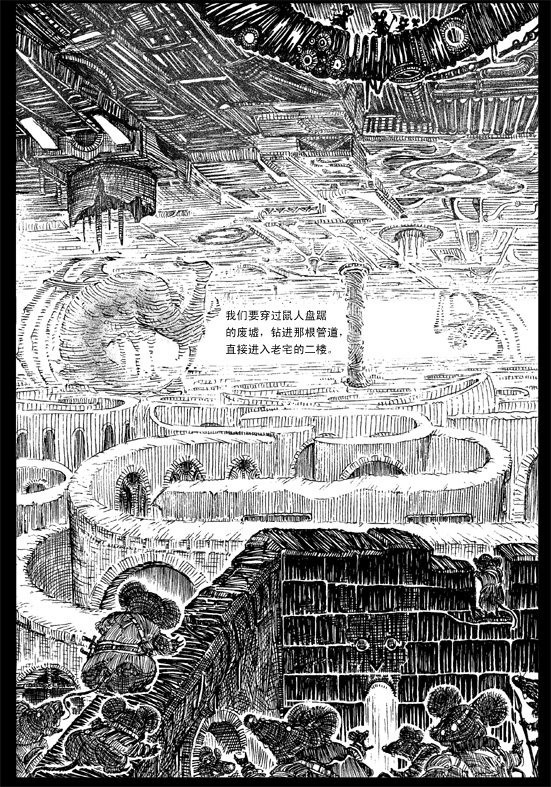 我们要穿过鼠人盘踞
的废墟，钻进那根管道，
直接进入老宅的二楼。